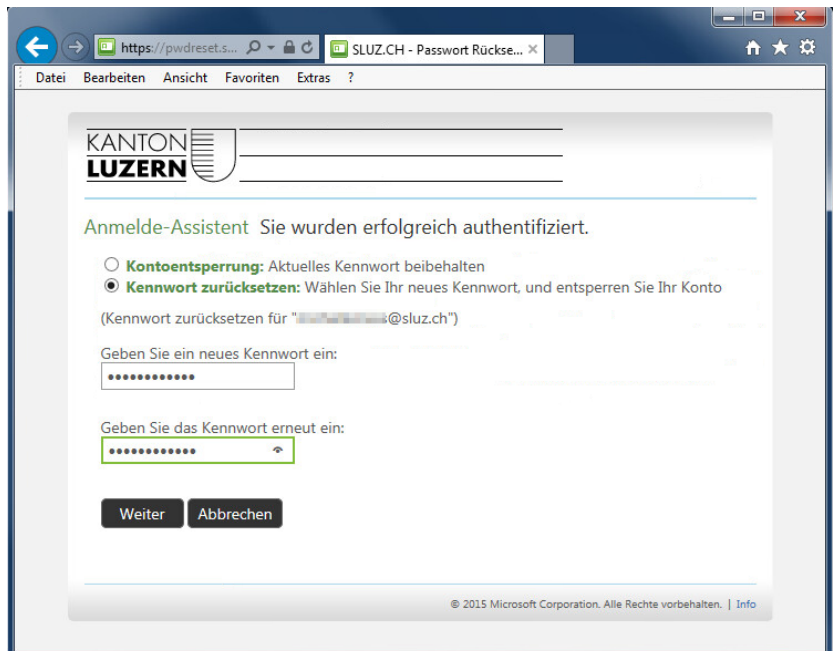 https://pwdreset.s...
SLUZ.CH - Passwort Rückse...
Datei Bearbeiten Ansicht Favoriten Extras ?
KANTON
LUZERN
Anmelde-Assistent Sie wurden erfolgreich authentifiziert.
Kontoentsperrung: Aktuelles Kennwort beibehalten
Kennwort zurücksetzen: Wählen Sie Ihr neues Kennwort, und entsperren Sie Ihr Konto
(Kennwort zurücksetzen für "@sluz.ch")
Geben Sie ein neues Kennwort ein:
••••••••••••
Geben Sie das Kennwort erneut ein:
••••••••••••
Weiter Abbrechen
© 2015 Microsoft Corporation. Alle Rechte vorbehalten. | Info